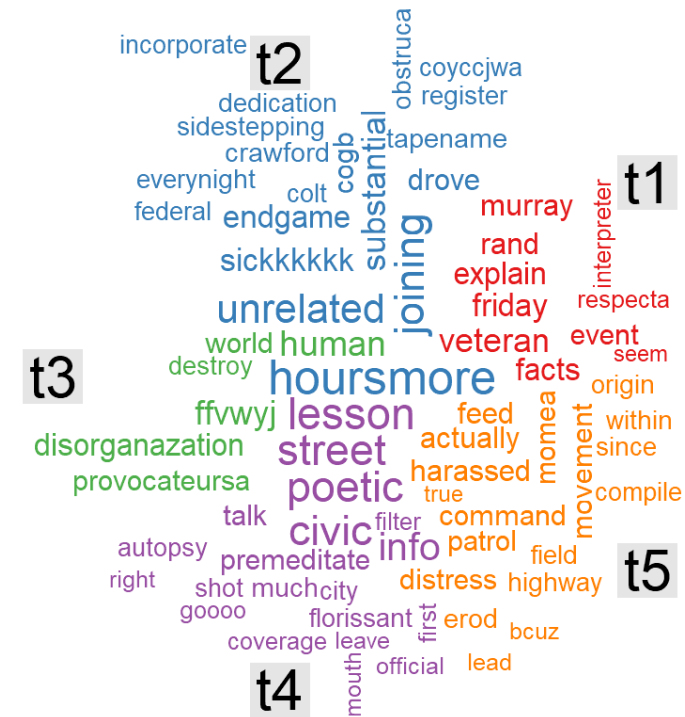 incorporate
t2
obstruca
coyccjwa
register
dedication
sidestepping
crawford
cogb
substantial
tapename
everynight
colt
drove
federal
endgame
sickkkkkk
joining
unrelated
hoursmore
t1
murray
interpreter
rand
explain
friday
respecta
veteran
event
seem
facts
t3
world
human
destroy
ffvwyj
disorganazation
provocateursa
lesson
street
poetic
civic
info
filter
talk
autopsy
premeditate
right
shot
much
city
goooo
florissant
first
coverage
leave
mouth
official
t4
origin
feed
momea
movement
within
actually
since
harassed
true
compile
command
patrol
field
distress
highway
erod
bcuz
lead
t5